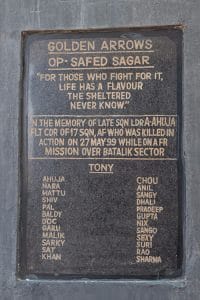 GOLDEN ARROWS
OP-SAFED SAGAR
"FOR THOSE WHO FIGHT FOR IT,
LIFE HAS A FLAVOUR
THE SHELTERED
NEVER KNOW."
IN THE MEMORY OF LATE SQN LDR A-AHUJA
FLT CDR OF 17 SQN, AF WHO WAS KILLED IN
ACTION ON 27 MAY 99 WHILE ON A FR
MISSION OVER BATALIK SECTOR
TONY
AHUJA CHOU
NARA ANIL
MATTU SANGY
SHIV DHALI
PAL PRADEEP
BALDY GUPTA
DOC NIX
GARU SANGO
MALIK SEXY
SARKY SURI
SAT RAO
KHAN SHARMA